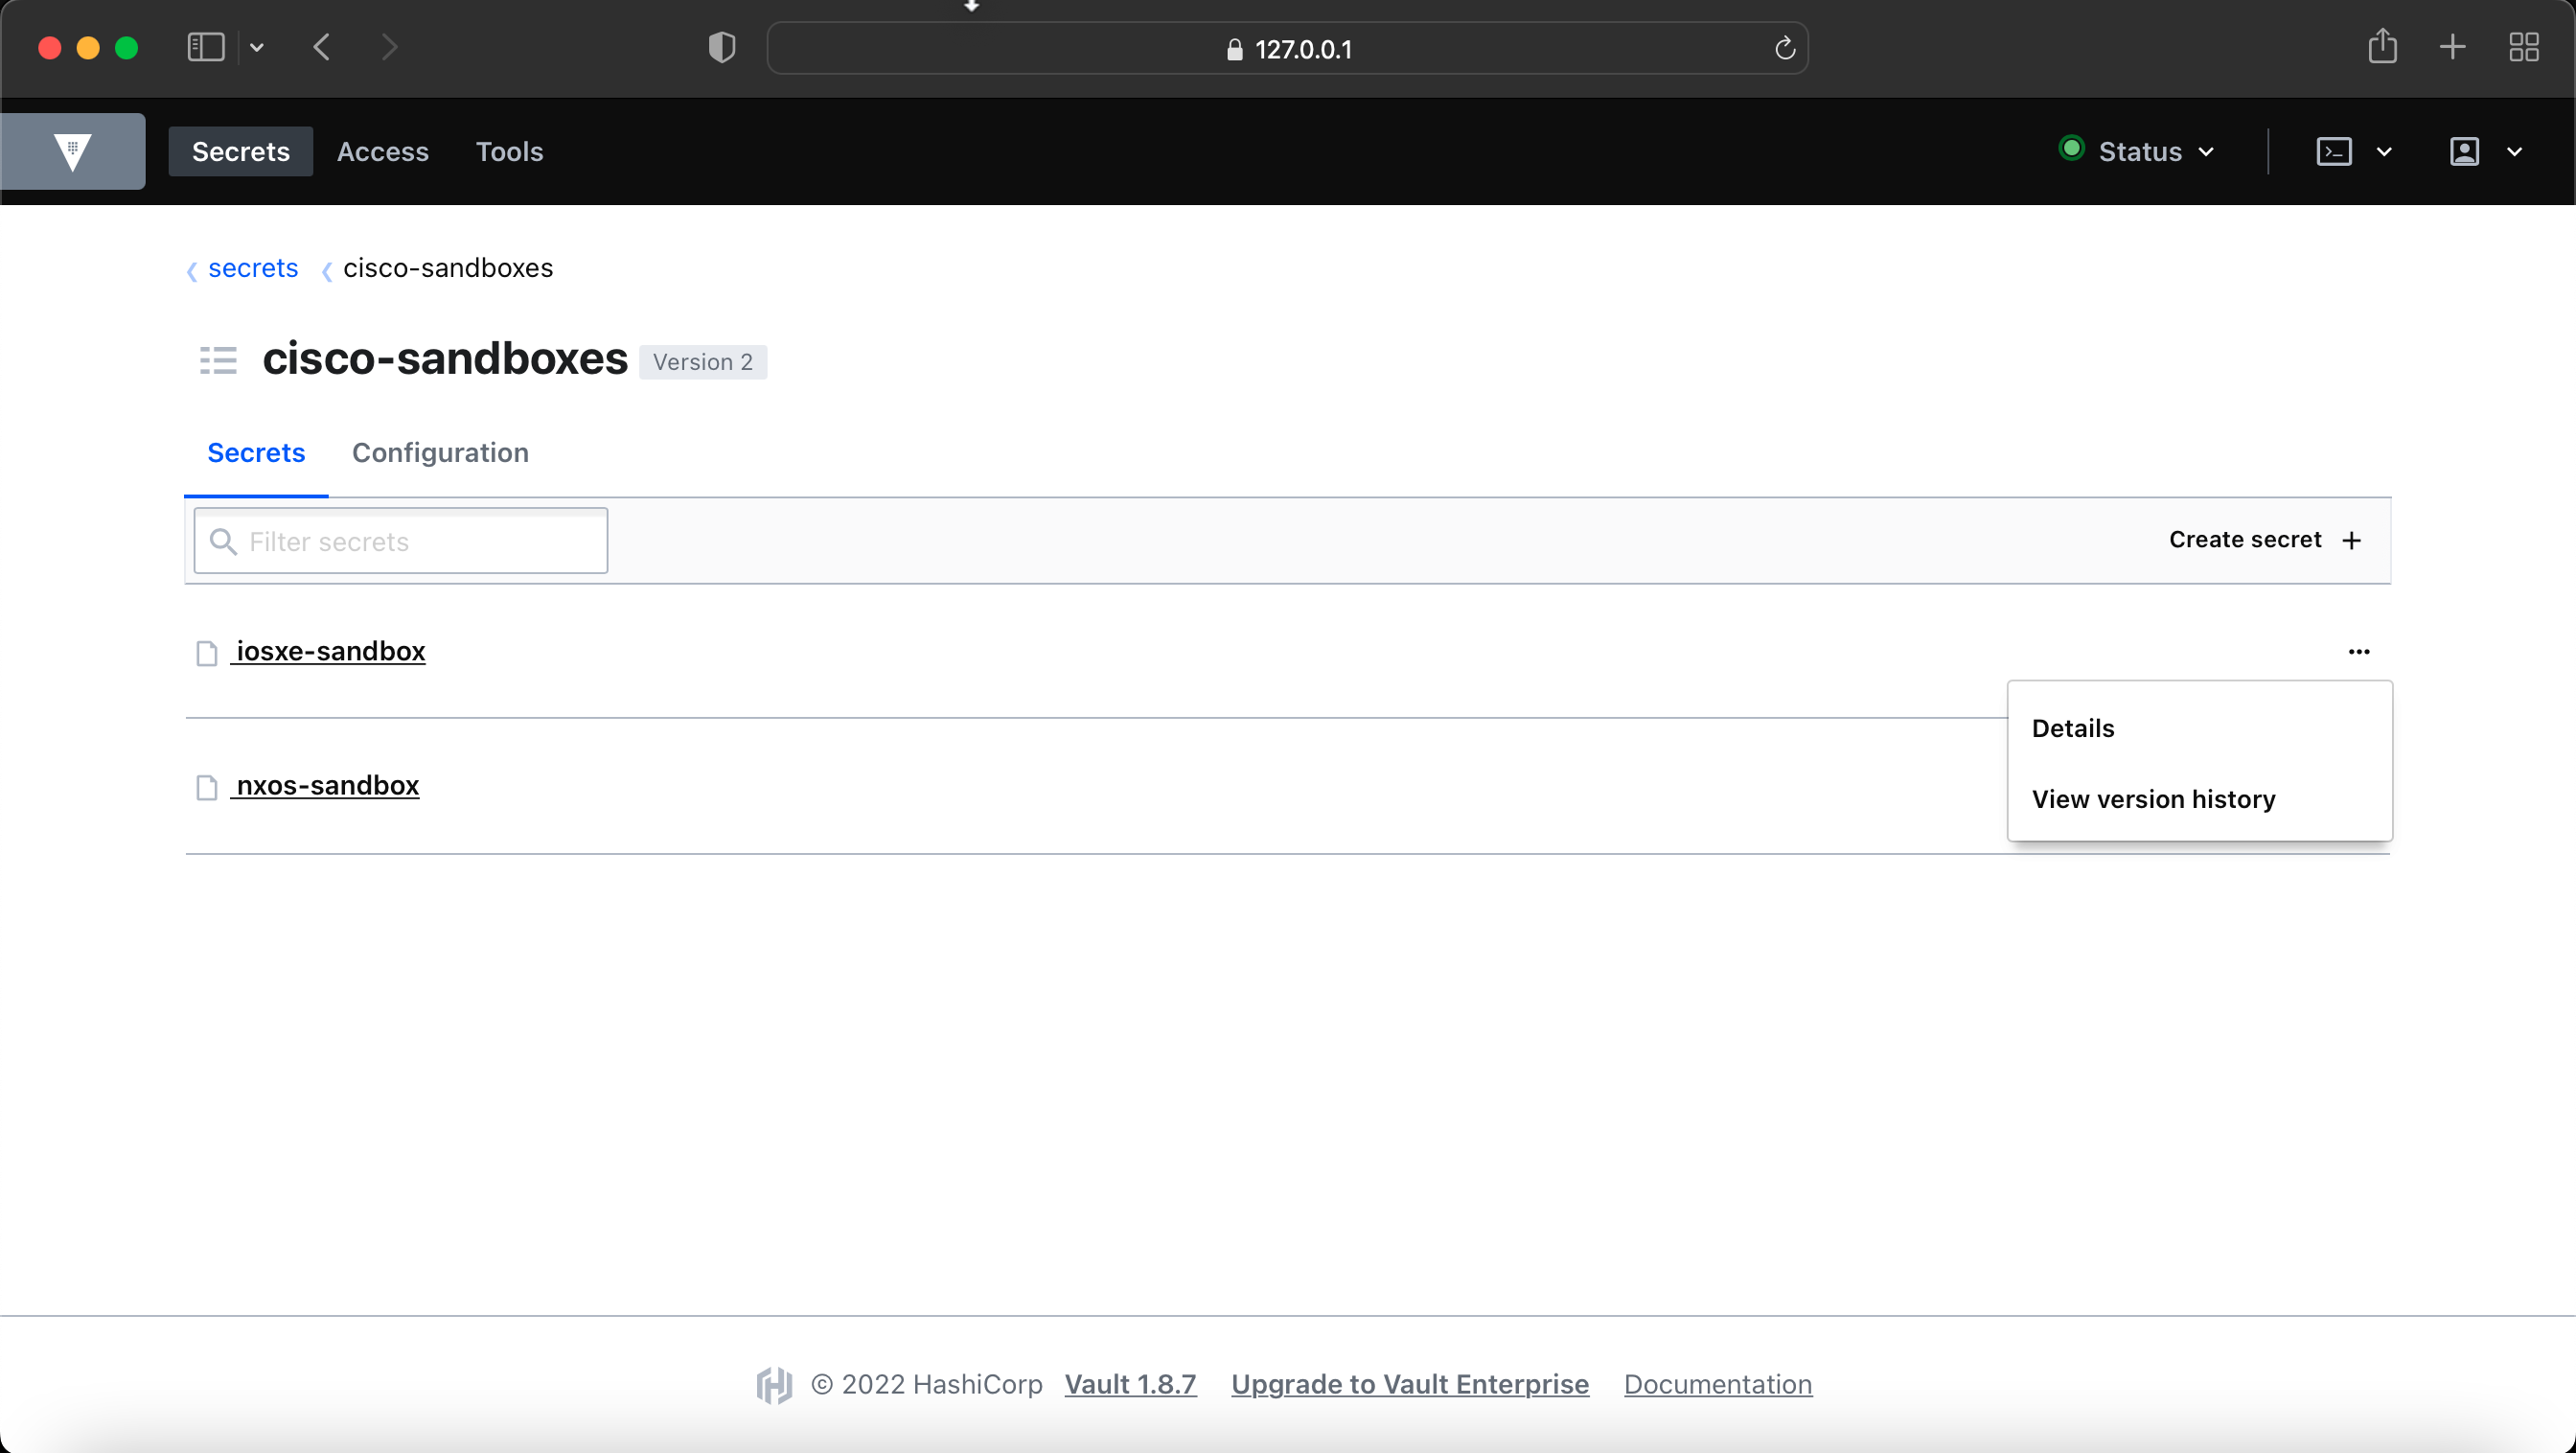 127.0.0.1
Secrets Access Tools Status
secrets cisco-sandboxes
cisco-sandboxes Version 2
Secrets Configuration
Filter secrets Create secret
iosxe-sandbox
Details
nxos-sandbox View version history
© 2022 HashiCorp Vault 1.8.7 Upgrade to Vault Enterprise Documentation